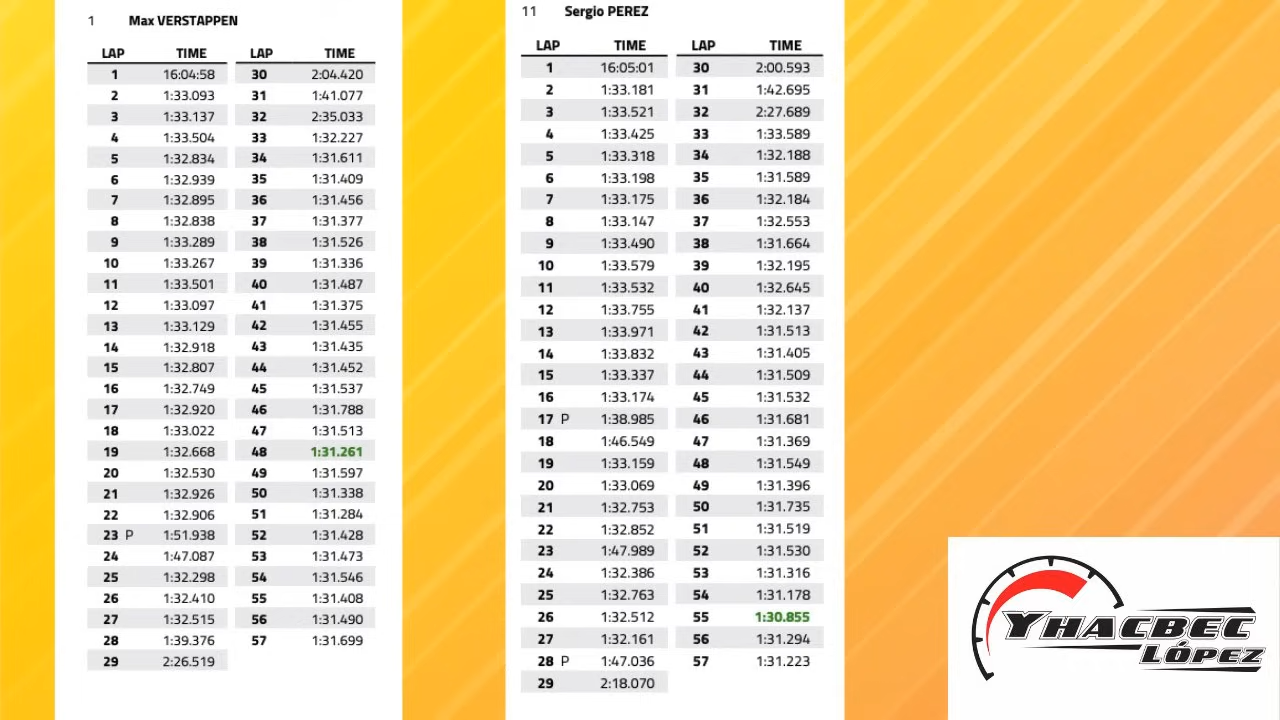 1 Max VERSTAPPEN
LAP TIME LAP TIME
1 16:04:58 30 2:04.420
2 1:33.093 31 1:41.077
3 1:33.137 32 2:35.033
4 1:33.504 33 1:32.227
5 1:32.834 34 1:31.611
6 1:32.939 35 1:31.409
7 1:32.895 36 1:31.456
8 1:32.838 37 1:31.377
9 1:33.289 38 1:31.526
10 1:33.267 39 1:31.336
11 1:33.501 40 1:31.487
12 1:33.097 41 1:31.375
13 1:33.129 42 1:31.455
14 1:32.918 43 1:31.435
15 1:32.807 44 1:31.452
16 1:32.749 45 1:31.537
17 1:32.920 46 1:31.788
18 1:33.022 47 1:31.513
19 1:32.668 48 1:31.261
20 1:32.530 49 1:31.597
21 1:32.926 50 1:31.338
22 1:32.906 51 1:31.284
23 P 1:51.938 52 1:31.428
24 1:47.087 53 1:31.473
25 1:32.298 54 1:31.546
26 1:32.410 55 1:31.408
27 1:32.515 56 1:31.490
28 1:39.376 57 1:31.699
29 2:26.519
11 Sergio PEREZ
LAP TIME LAP TIME
1 16:05:01 30 2:00.593
2 1:33.181 31 1:42.695
3 1:33.521 32 2:27.689
4 1:33.425 33 1:33.589
5 1:33.318 34 1:32.188
6 1:33.198 35 1:31.589
7 1:33.175 36 1:32.184
8 1:33.147 37 1:32.553
9 1:33.490 38 1:31.664
10 1:33.579 39 1:32.195
11 1:33.532 40 1:32.645
12 1:33.755 41 1:32.137
13 1:33.971 42 1:31.513
14 1:33.832 43 1:31.405
15 1:33.337 44 1:31.509
16 1:33.174 45 1:31.532
17 P 1:38.985 46 1:31.681
18 1:46.549 47 1:31.369
19 1:33.159 48 1:31.549
20 1:33.069 49 1:31.396
21 1:32.753 50 1:31.735
22 1:32.852 51 1:31.519
23 1:47.989 52 1:31.530
24 1:32.386 53 1:31.316
25 1:32.763 54 1:31.178
26 1:32.512 55 1:30.855
27 1:32.161 56 1:31.294
28 P 1:47.036 57 1:31.223
29 2:18.070
YHACBEC
LÓPEZ